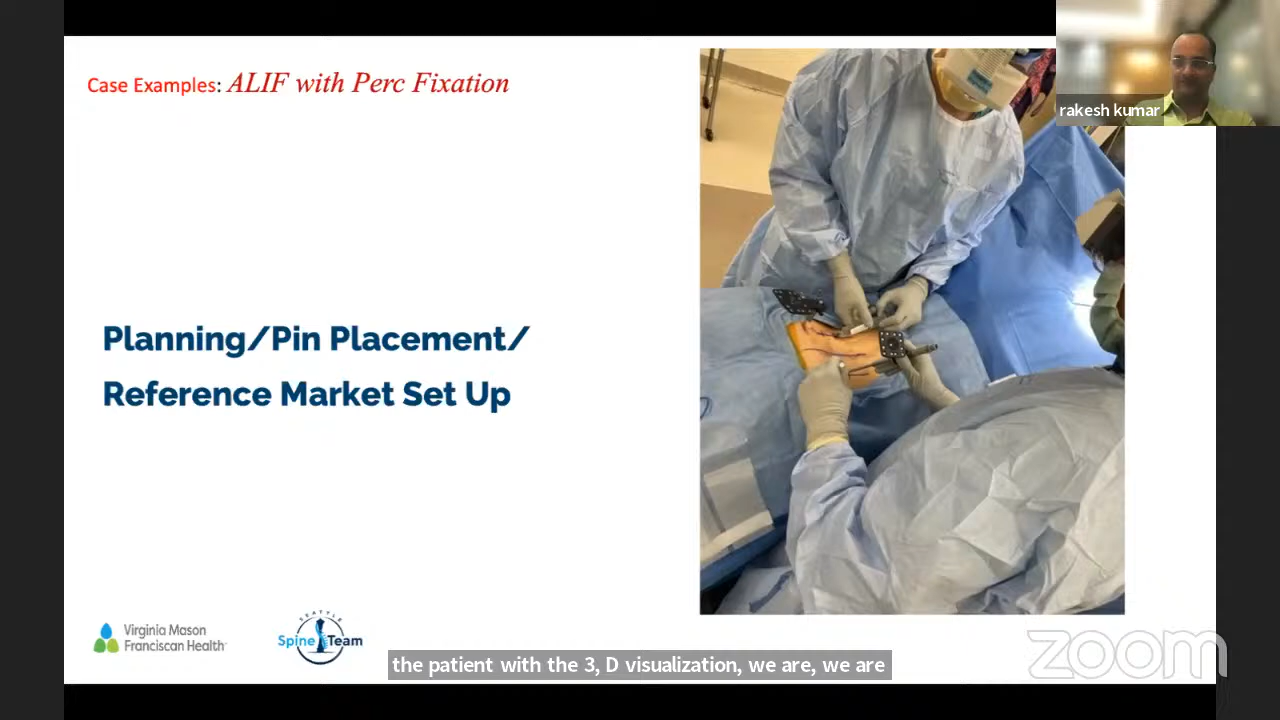 Case Examples: ALIF with Perc Fixation
rakesh kumar
Planning/Pin Placement/
Reference Market Set Up
Virginia Mason
Franciscan Health
SEATTLE
Spine Team
the patient with the 3, D visualization, we are, we are
zoom